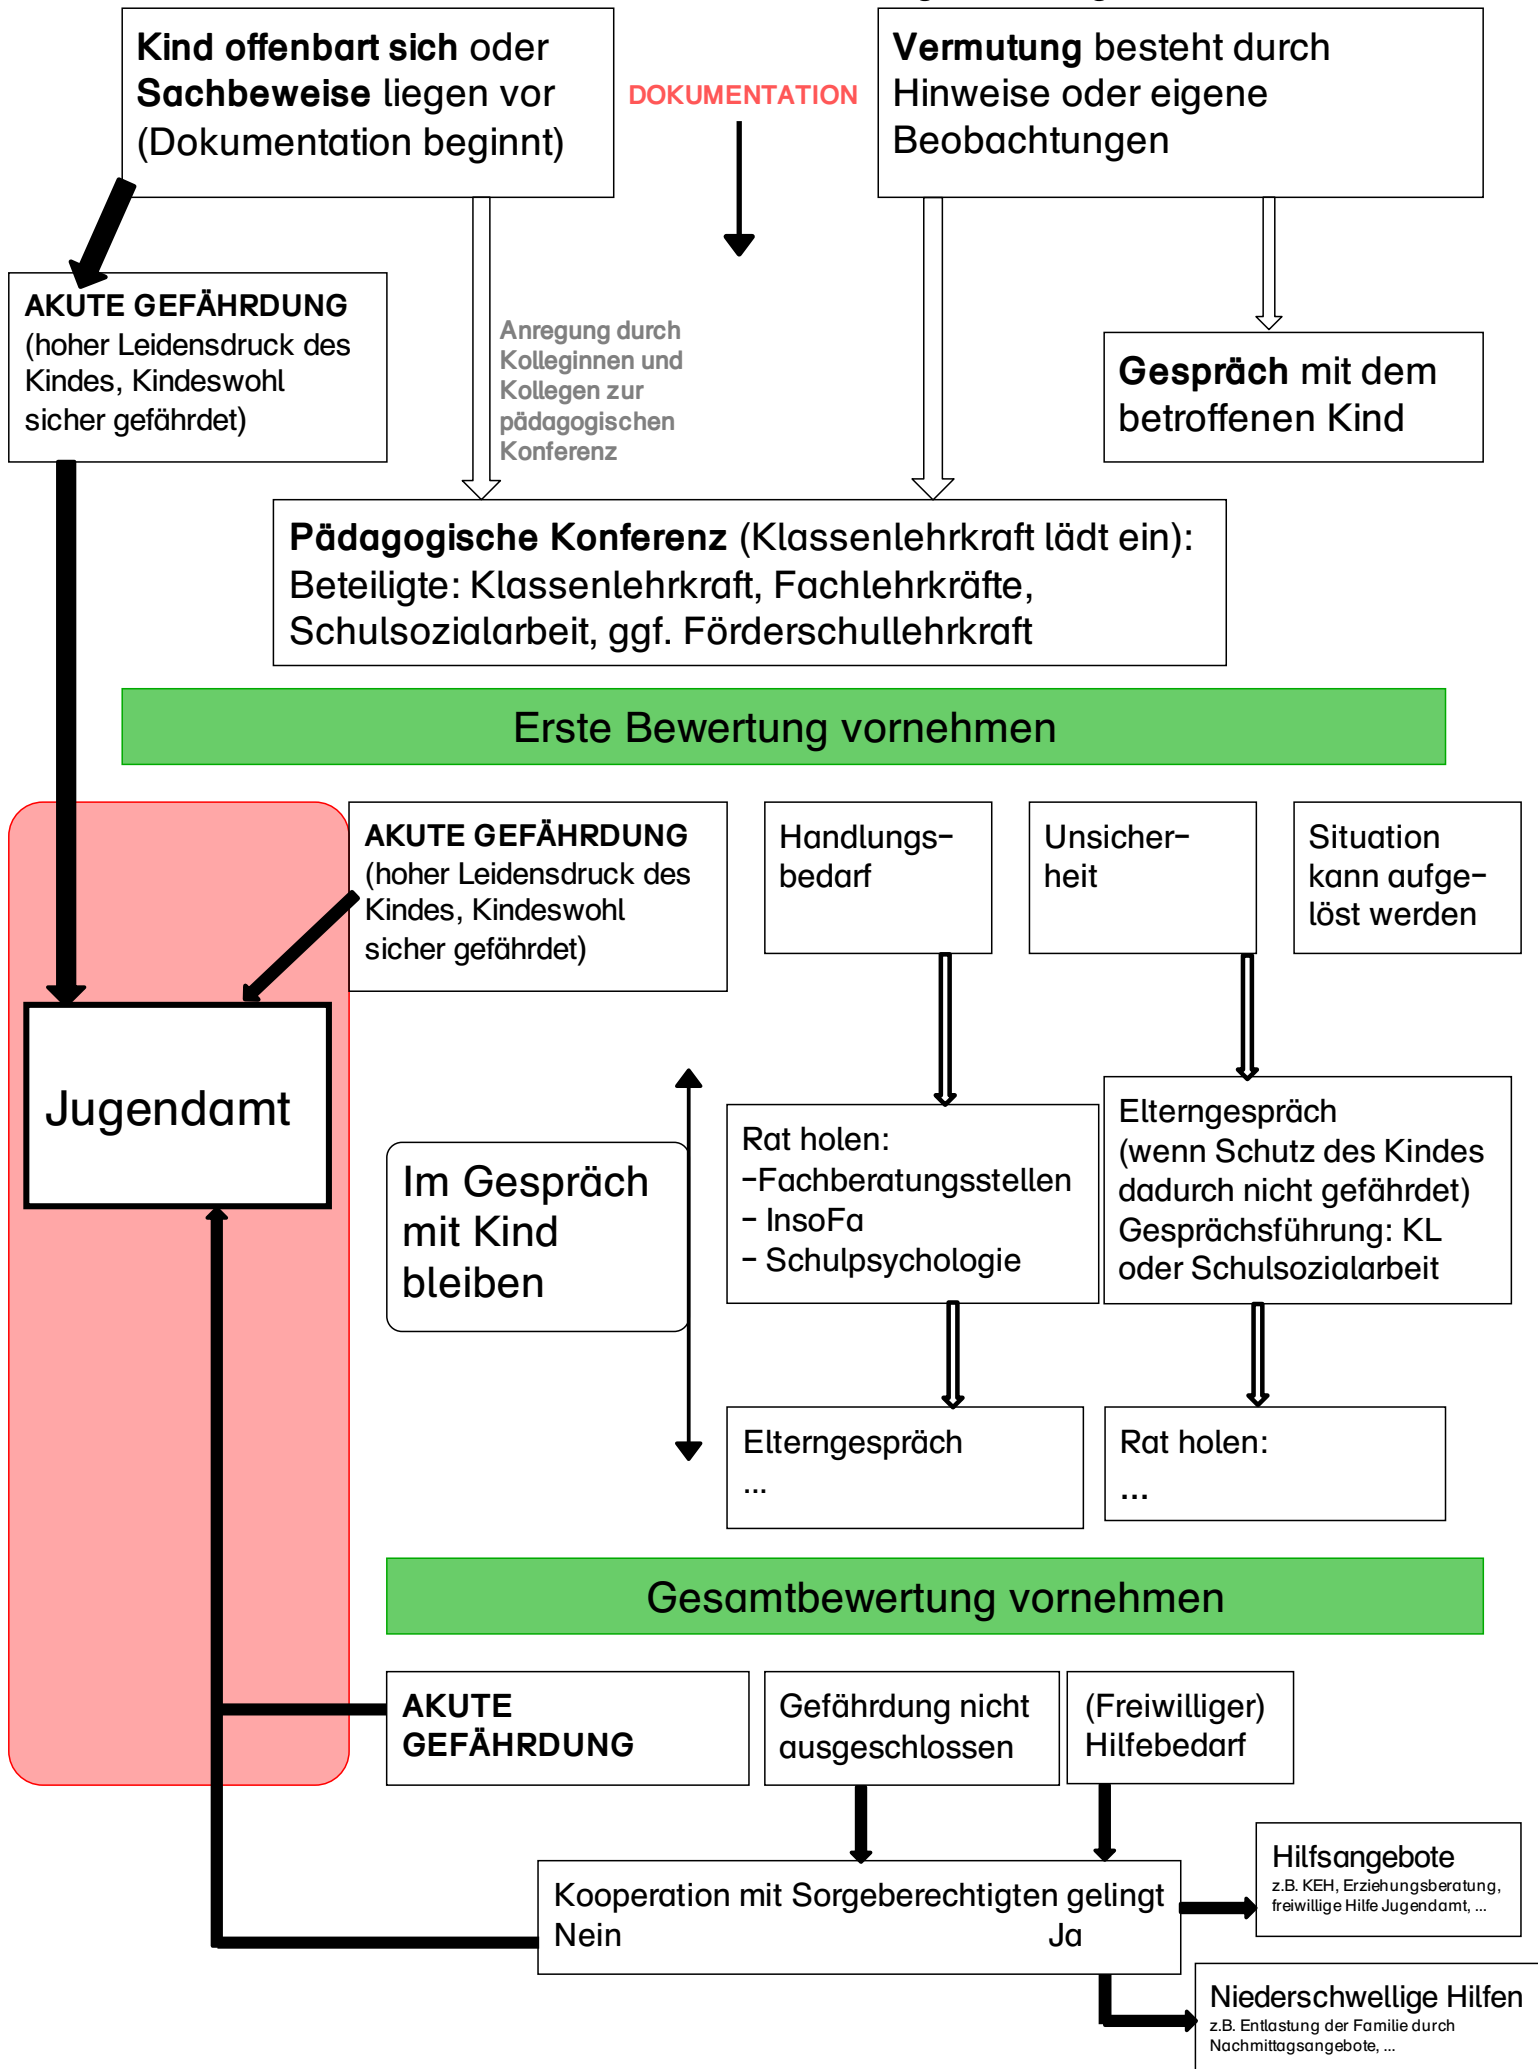 Kind offenbart sich oder
Sachbeweise liegen vor
(Dokumentation beginnt)
DOKUMENTATION
Vermutung besteht durch
Hinweise oder eigene
Beobachtungen
AKUTE GEFÄHRDUNG
(hoher Leidensdruck des
Kindes, Kindeswohl
sicher gefährdet)
Anregung durch
Kolleginnen und
Kollegen zur
pädagogischen
Konferenz
Gespräch mit dem
betroffenen Kind
Pädagogische Konferenz (Klassenlehrkraft lädt ein):
Beteiligte: Klassenlehrkraft, Fachlehrkräfte,
Schulsozialarbeit, ggf. Förderschullehrkraft
Erste Bewertung vornehmen
AKUTE GEFÄHRDUNG
(hoher Leidensdruck des
Kindes, Kindeswohl
sicher gefährdet)
Handlungs-
bedarf
Unsicher-
heit
Situation
kann aufge-
löst werden
Jugendamt
Im Gespräch
mit Kind
bleiben
Rat holen:
-Fachberatungsstellen
- InsoFa
- Schulpsychologie
Elterngespräch
(wenn Schutz des Kindes
dadurch nicht gefährdet)
Gesprächsführung: KL
oder Schulsozialarbeit
Elterngespräch
...
Rat holen:
...
Gesamtbewertung vornehmen
AKUTE
GEFÄHRDUNG
Gefährdung nicht
ausgeschlossen
(Freiwilliger)
Hilfebedarf
Kooperation mit Sorgeberechtigten gelingt
Nein Ja
Hilfsangebote
z.B. KEH, Erziehungsberatung,
freiwillige Hilfe Jugendamt, ...
Niederschwellige Hilfen
z.B. Entlastung der Familie durch
Nachmittagsangebote, ...